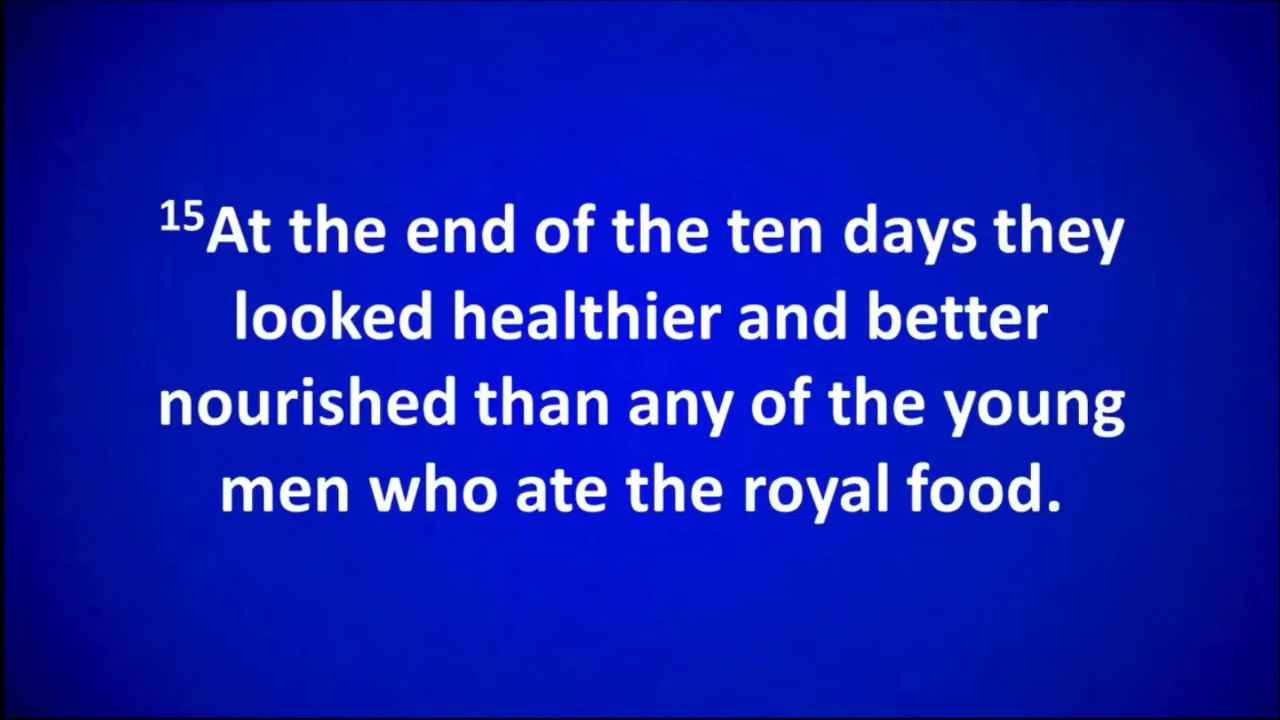 15At the end of the ten days they
looked healthier and better
nourished than any of the young
men who ate the royal food.